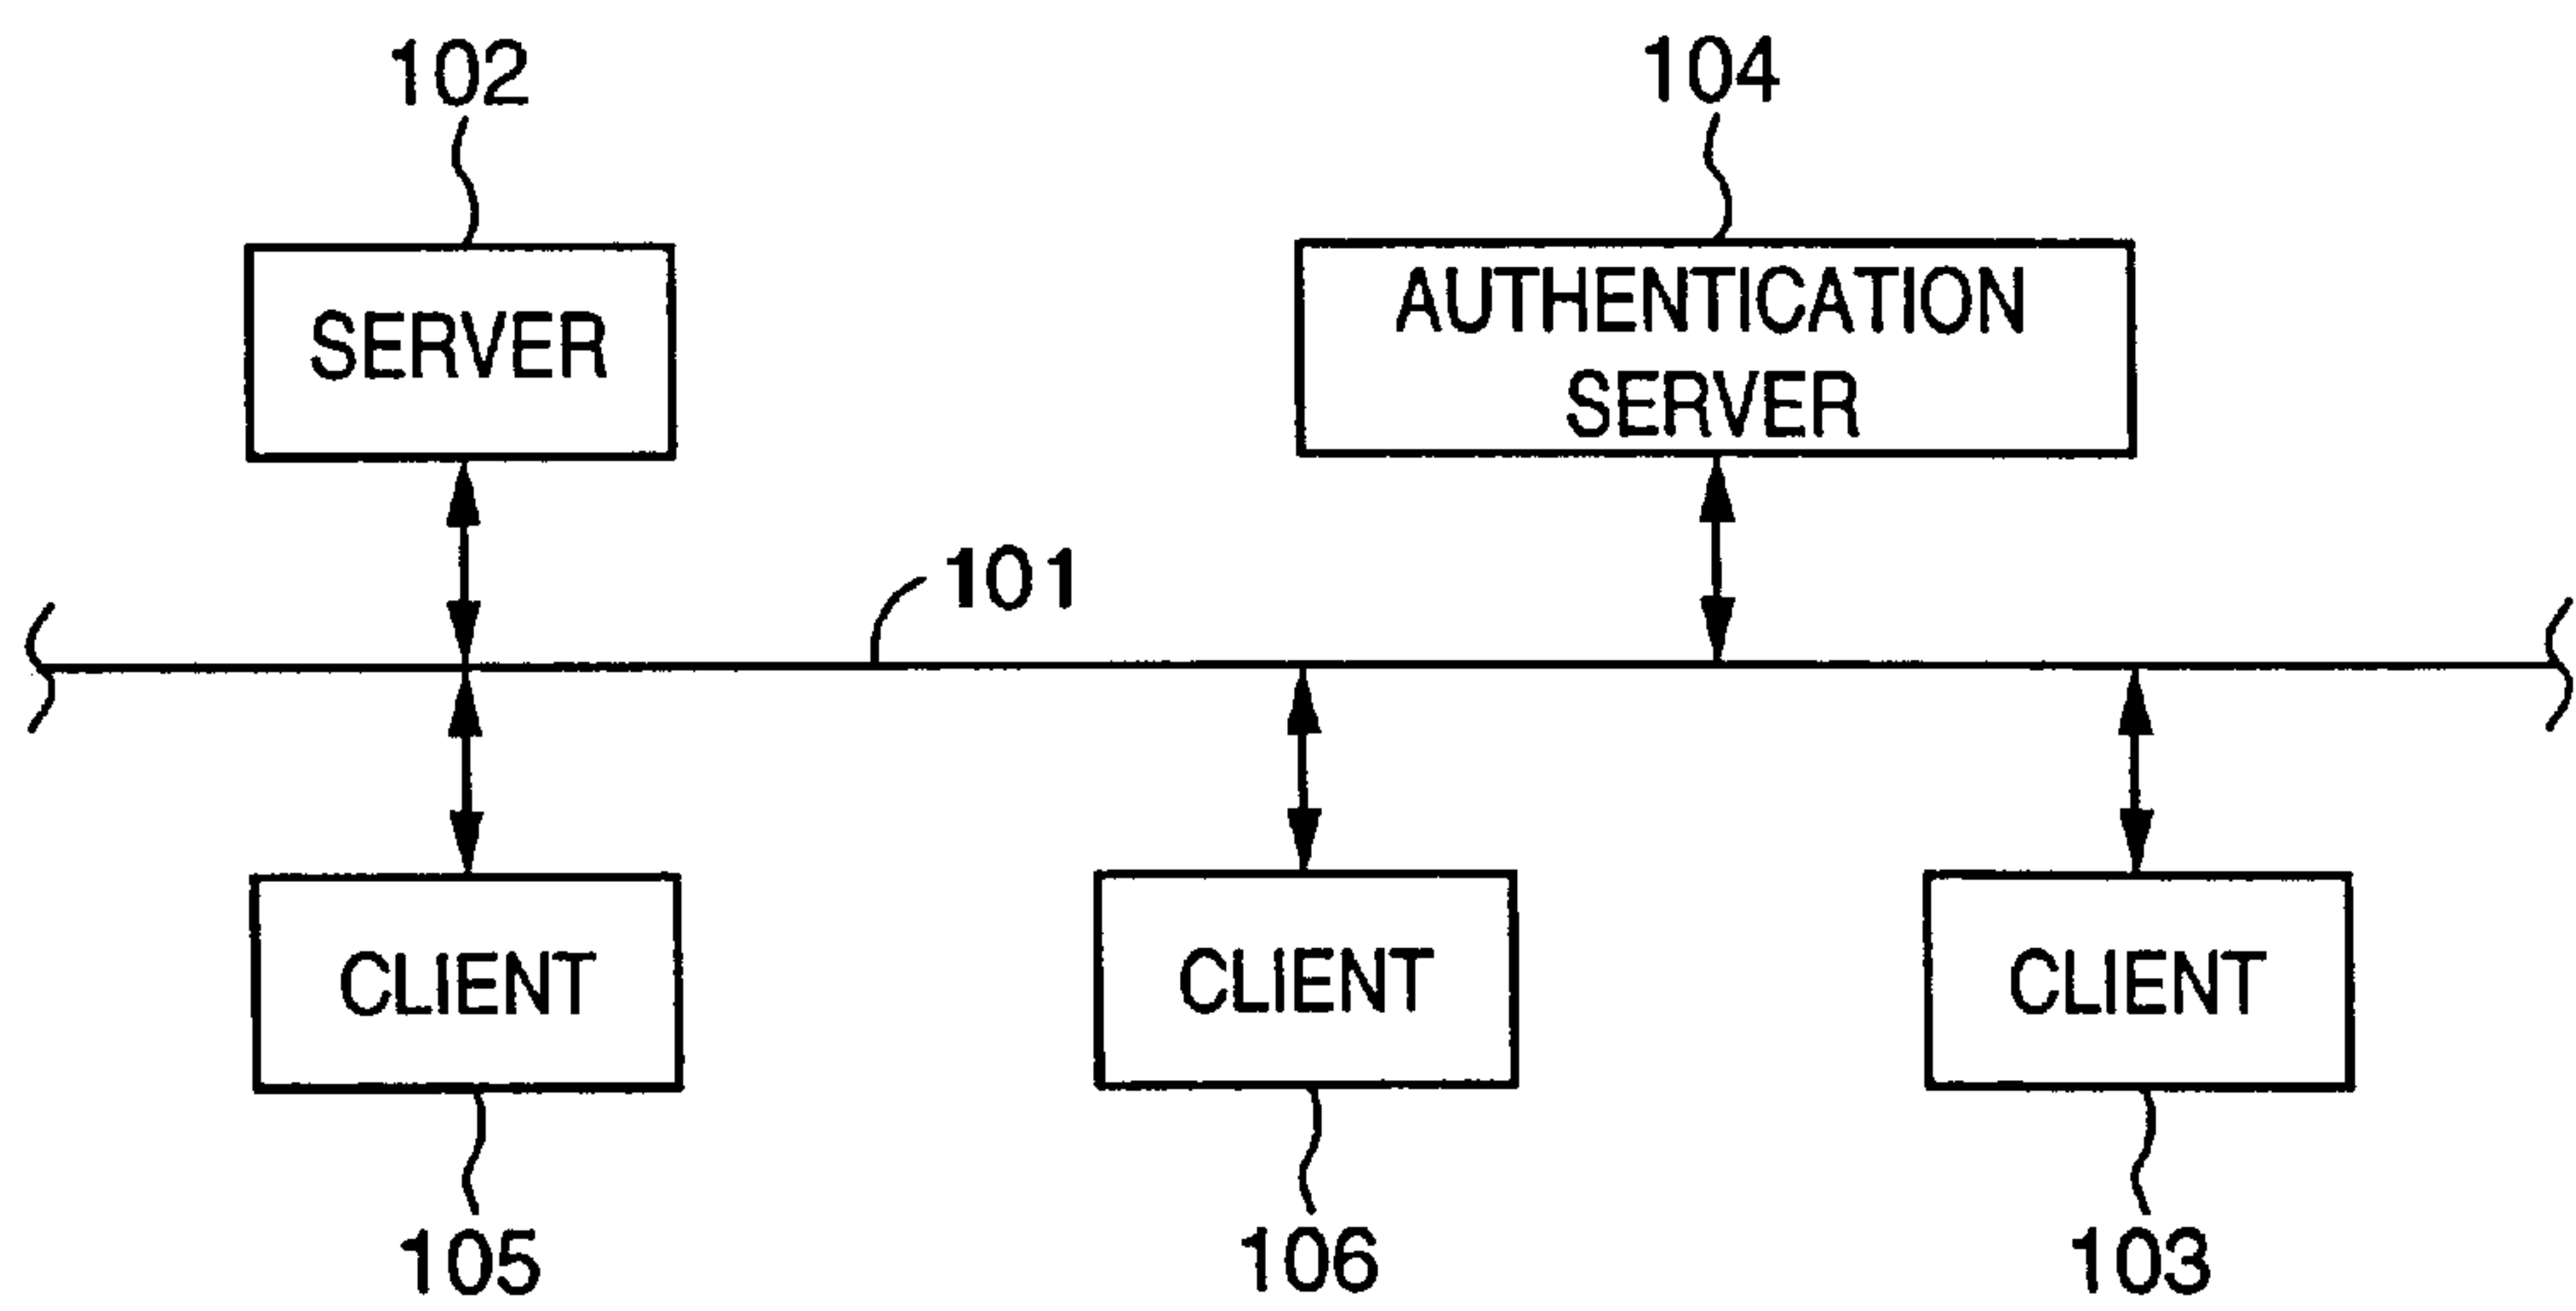 102
104
SERVER
AUTHENTICATION
SERVER
101
CLIENT
CLIENT
CLIENT
105
106
103